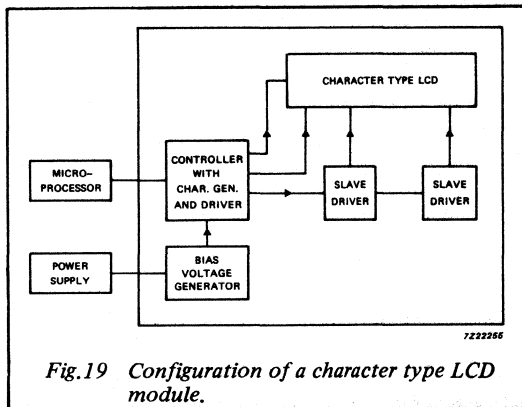 CHARACTER TYPE LCD
MICRO-
PROCESSOR
CONTROLLER
WITH
CHAR. GEN.
AND DRIVER
SLAVE
DRIVER
SLAVE
DRIVER
POWER
SUPPLY
BIAS
VOLTAGE
GENERATOR
7Z22255
Fig.19 Configuration of a character type LCD
module.